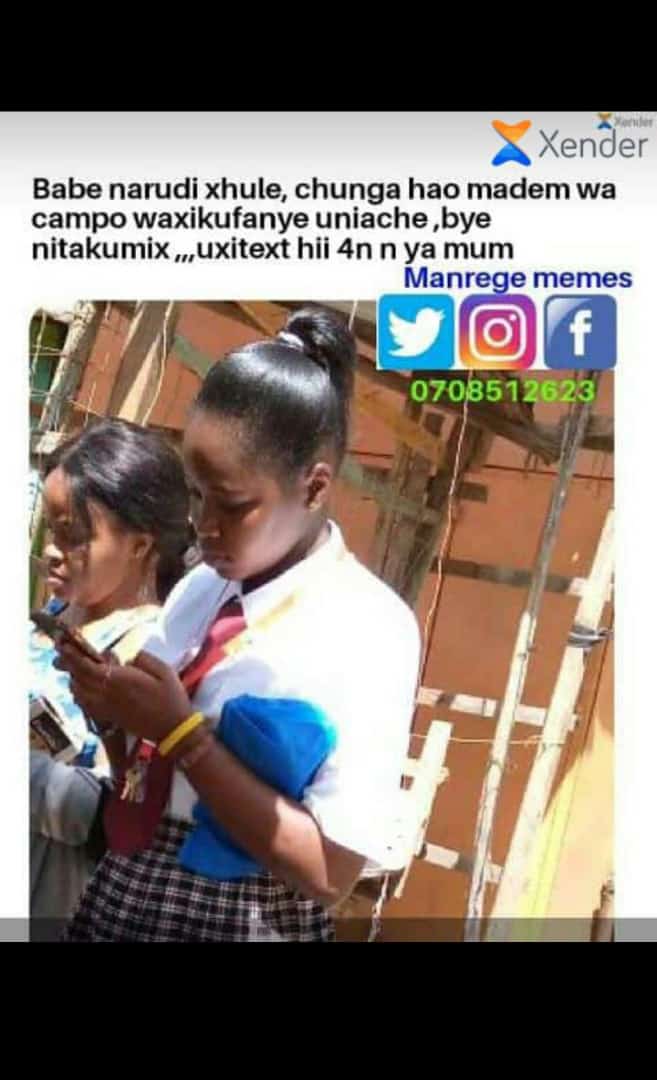 Xender
Xender
Babe narudi xhule, chunga hao madem wa
campo waxikufanye uniache ,bye
nitakumix ,,,uxitext hii 4n n ya mum
Manrege memes
0708512623